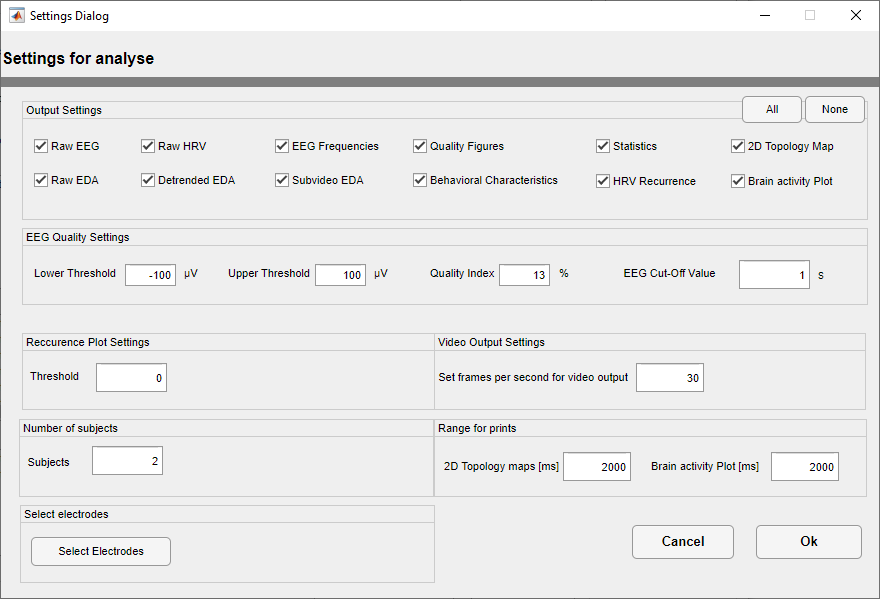 Settings Dialog
Settings for analyse
Output Settings
All None
Raw EEG Raw HRV EEG Frequencies Quality Figures Statistics 2D Topology Map
Raw EDA Detrended EDA Subvideo EDA Behavioral Characteristics HRV Recurrence Brain activity Plot
EEG Quality Settings
Lower Threshold -100 µV Upper Threshold 100 µV Quality Index 13 % EEG Cut-Off Value 1 s
Reccurence Plot Settings
Threshold 0
Video Output Settings
Set frames per second for video output 30
Number of subjects
Subjects 2
Range for prints
2D Topology maps [ms] 2000 Brain activity Plot [ms] 2000
Select electrodes
Select Electrodes
Cancel Ok